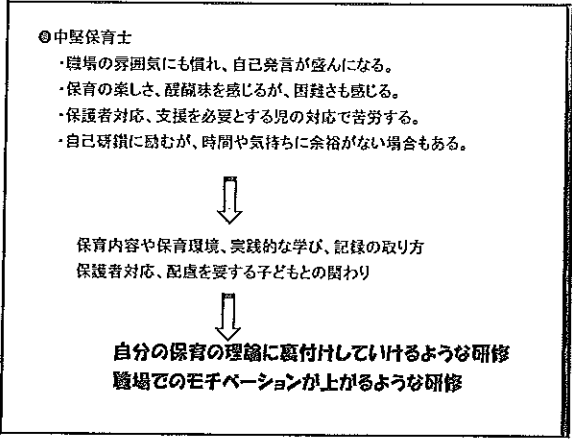 ◎中堅保育士
・職場の雰囲気にも慣れ、自己発言が盛んになる。
・保育の楽しさ、醍醐味を感じるが、困難さも感じる。
・保護者対応、支援を必要とする児の対応で苦労する。
・自己研鑽に励むが、時間や気持ちに余裕がない場合もある。
保育内容や保育環境、実践的な学び、記録の取り方
保護者対応、配慮を要する子どもとの関わり
自分の保育の理論に裏付けしていけるような研修
職場でのモチベーションが上がるような研修